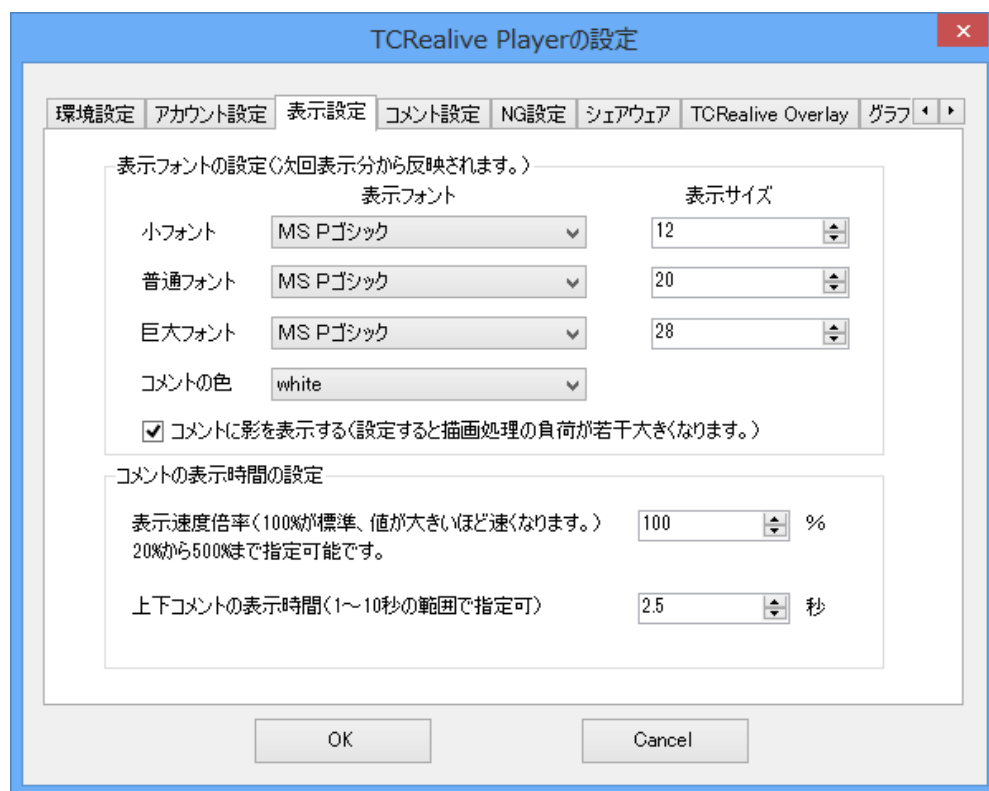 TCRealive Playerの設定
環境設定 アカウント設定 表示設定 コメント設定 NG設定 シェアウェア TCRealive Overlay グラフ
表示フォントの設定(次回表示分から反映されます。)
表示フォント 表示サイズ
小フォント MS Pゴシック 12
普通フォント MS Pゴシック 20
巨大フォント MS Pゴシック 28
コメントの色 white
コメントに影を表示する(設定すると描画処理の負荷が若干大きくなります。)
コメントの表示時間の設定
表示速度倍率(100%が標準、値が大きいほど速くなります。) 100 %
20%から500%まで指定可能です。
上下コメントの表示時間(1～10秒の範囲で指定可) 2.5 秒
OK Cancel